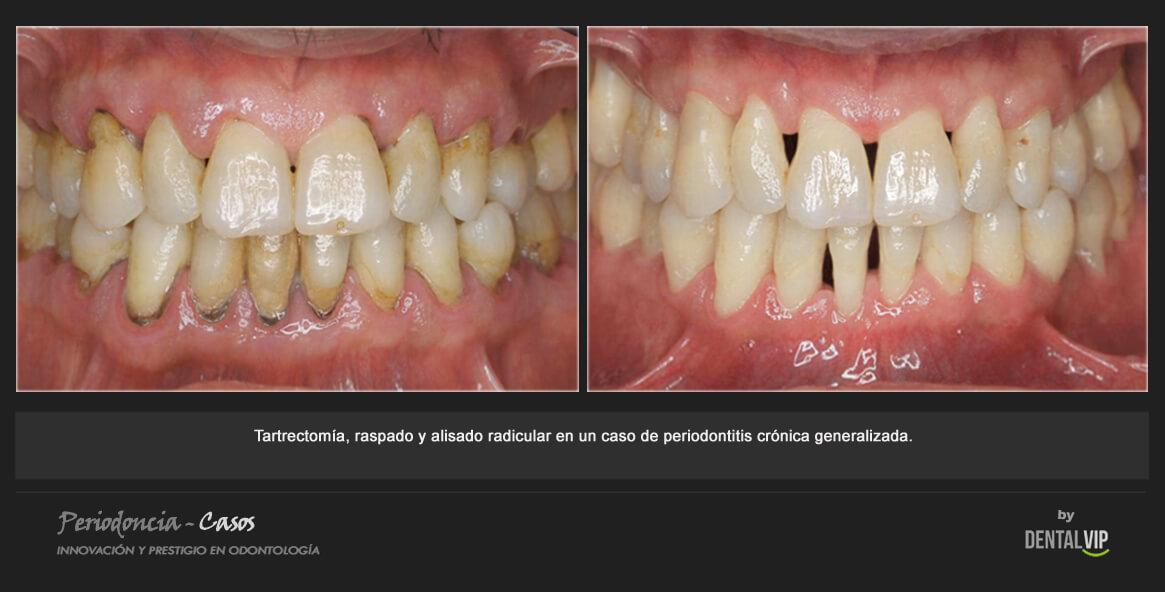 Tartrectomía, raspado y alisado radicular en un caso de periodontitis crónica generalizada.
Periodoncia - Casos
INNOVACIÓN Y PRESTIGIO EN ODONTOLOGÍA
by
DENTALVIP